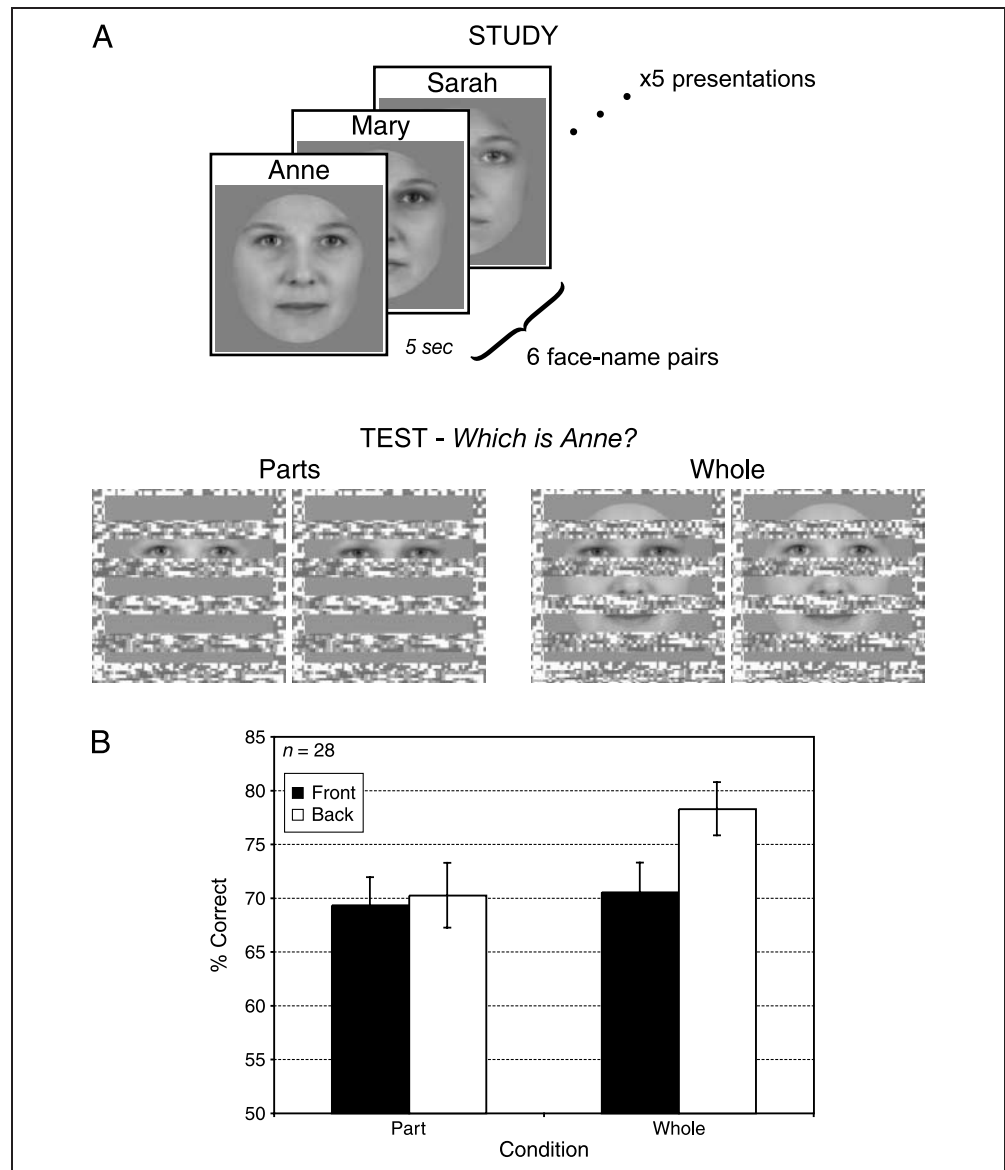 A
STUDY
Sarah
x5 presentations
Mary
Anne
5 sec
6 face-name pairs
TEST - Which is Anne?
Parts
Whole
B
n = 28
Front
Back
85
80
75
70
65
60
55
50
% Correct
Part
Whole
Condition